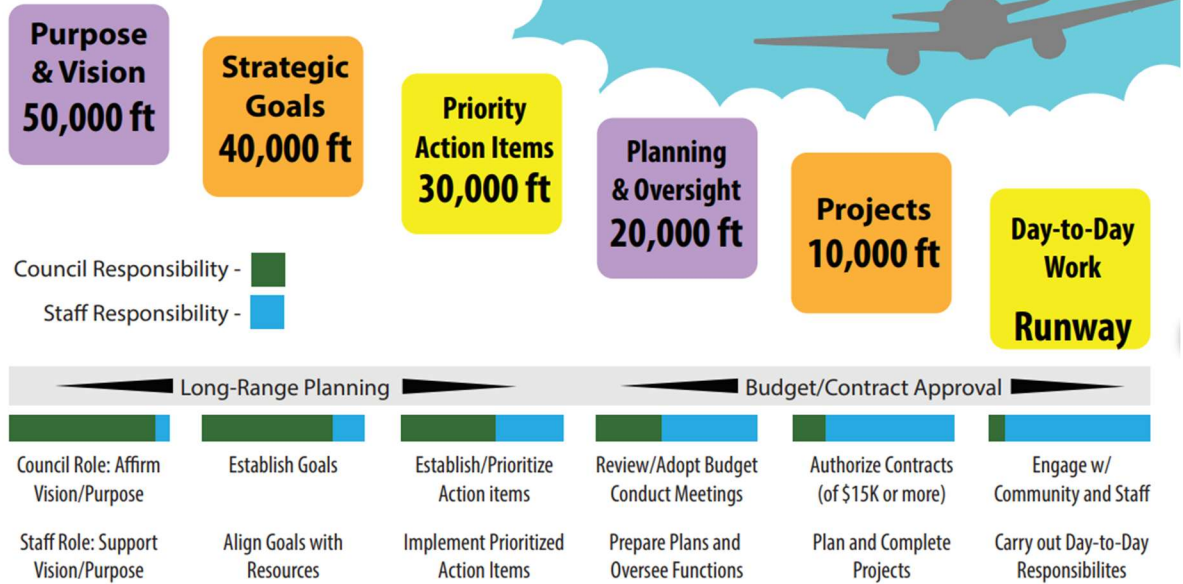 Purpose
& Vision
50,000 ft
Strategic
Goals
40,000 ft
Priority
Action Items
30,000 ft
Planning
& Oversight
20,000 ft
Projects
10,000 ft
Day-to-Day
Work
Runway
Council Responsibility -
Staff Responsibility -
Long-Range Planning
Budget/Contract Approval
Council Role: Affirm
Vision/Purpose
Establish Goals
Establish/Prioritize
Action items
Review/Adopt Budget
Conduct Meetings
Authorize Contracts
(of $15K or more)
Engage w/
Community and Staff
Staff Role: Support
Vision/Purpose
Align Goals with
Resources
Implement Prioritized
Action Items
Prepare Plans and
Oversee Functions
Plan and Complete
Projects
Carry out Day-to-Day
Responsibilites